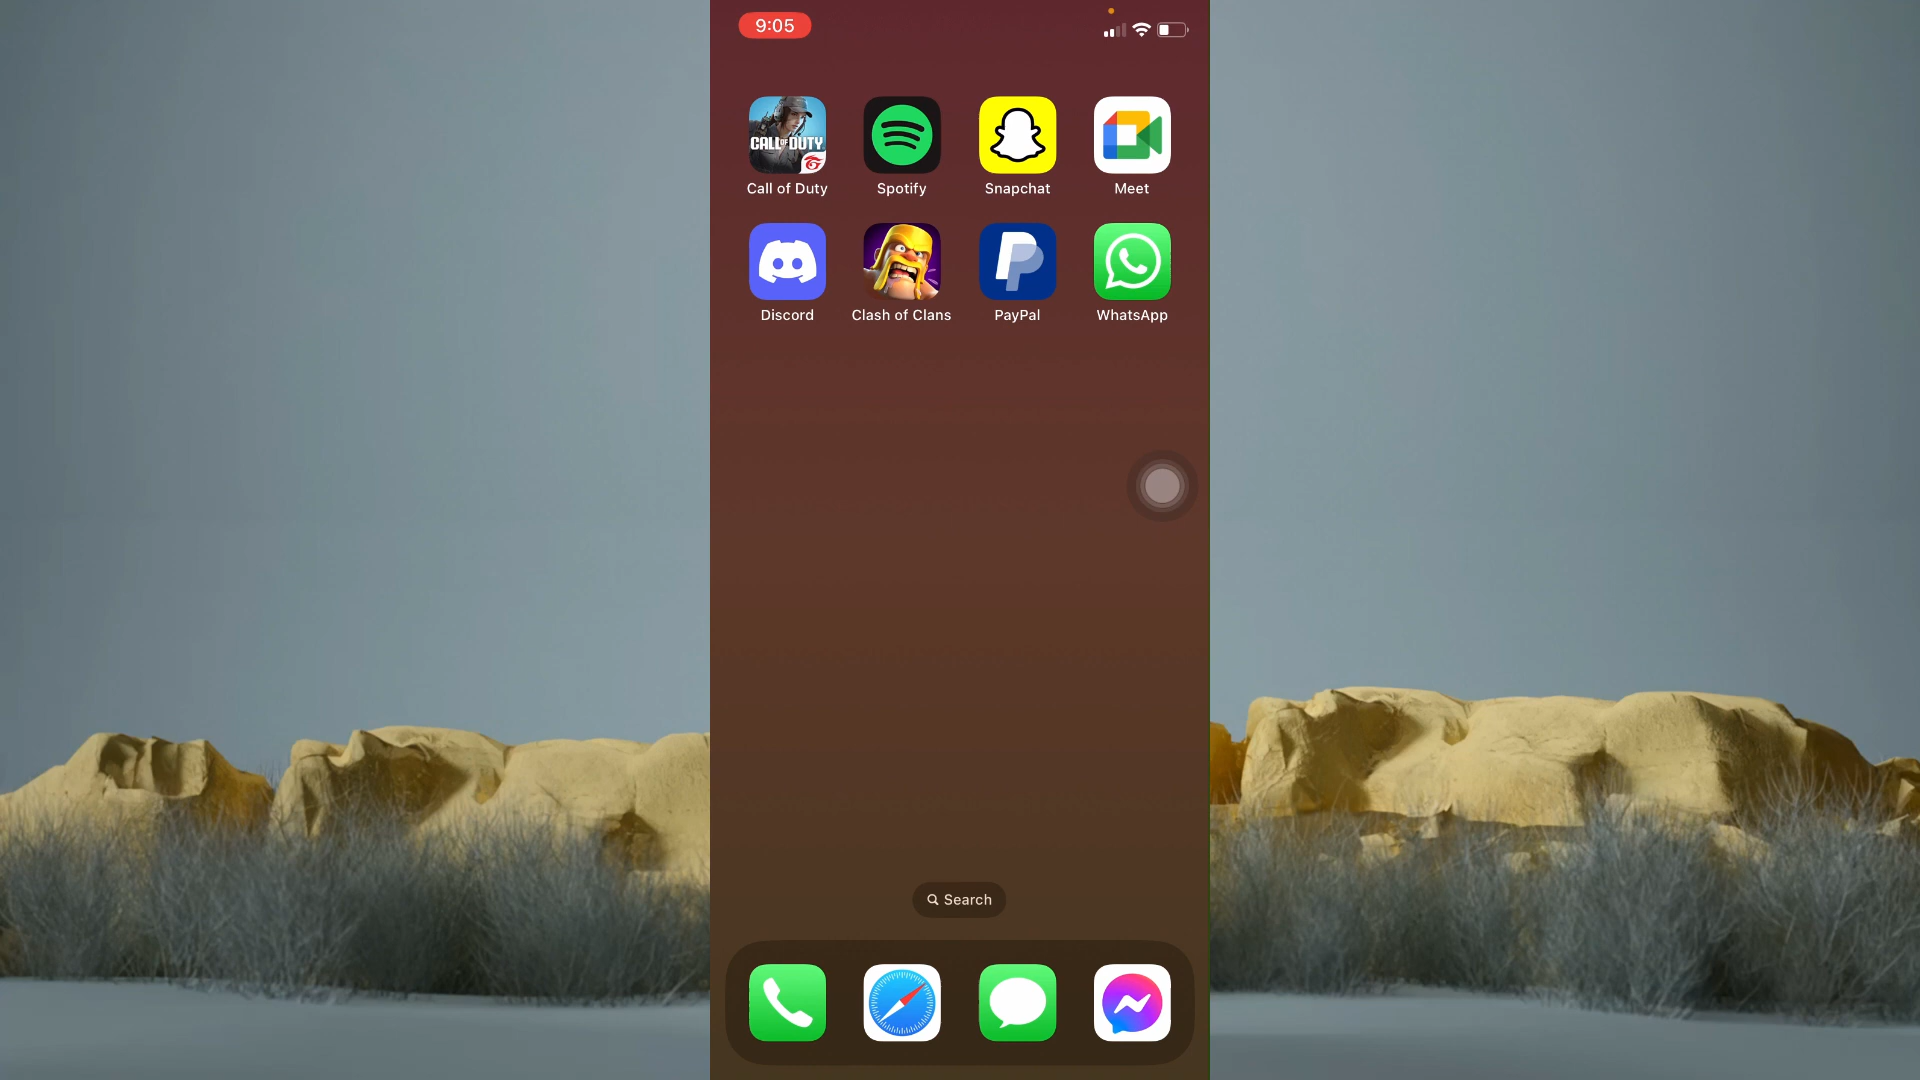 9:05
CALL OF DUTY
Call of Duty
Spotify
Snapchat
Meet
Discord
Clash of Clans
PayPal
WhatsApp
Search